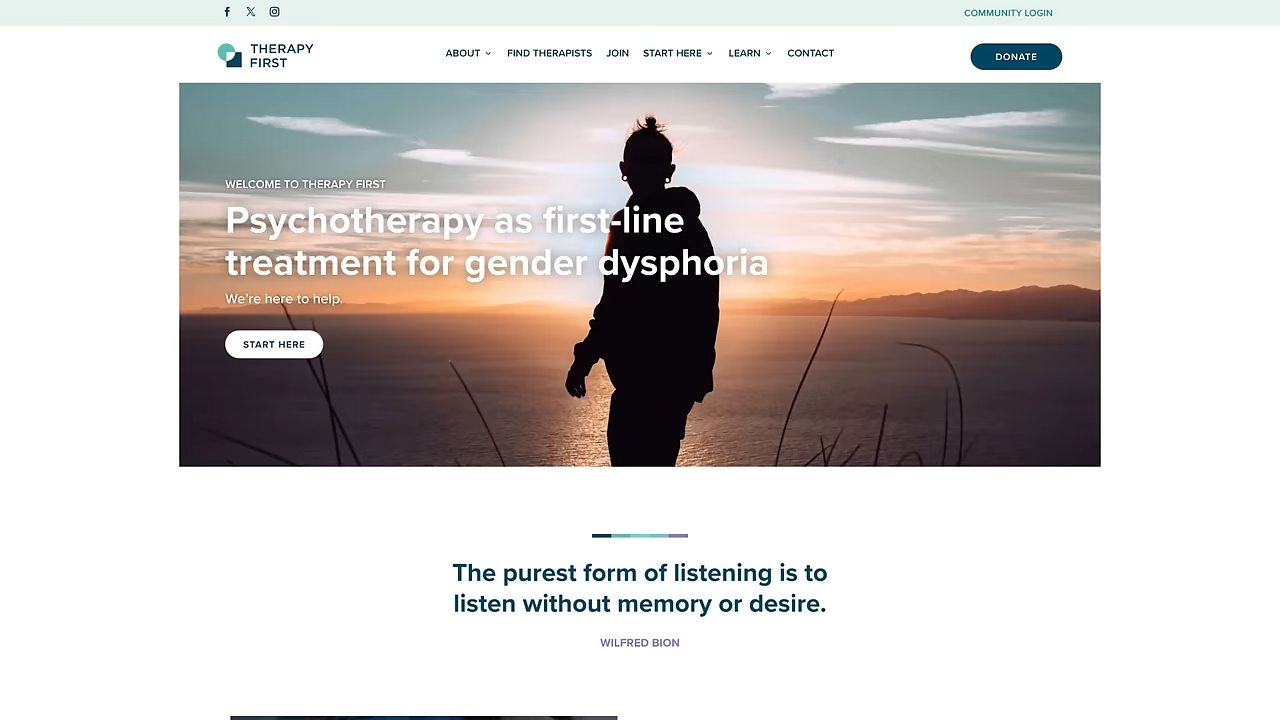 COMMUNITY LOGIN
THERAPY
FIRST
ABOUT
FIND THERAPISTS
JOIN
START HERE
LEARN
CONTACT
DONATE
WELCOME TO THERAPY FIRST
Psychotherapy as first-line
treatment for gender dysphoria
We’re here to help.
START HERE
The purest form of listening is to
listen without memory or desire.
WILFRED BION